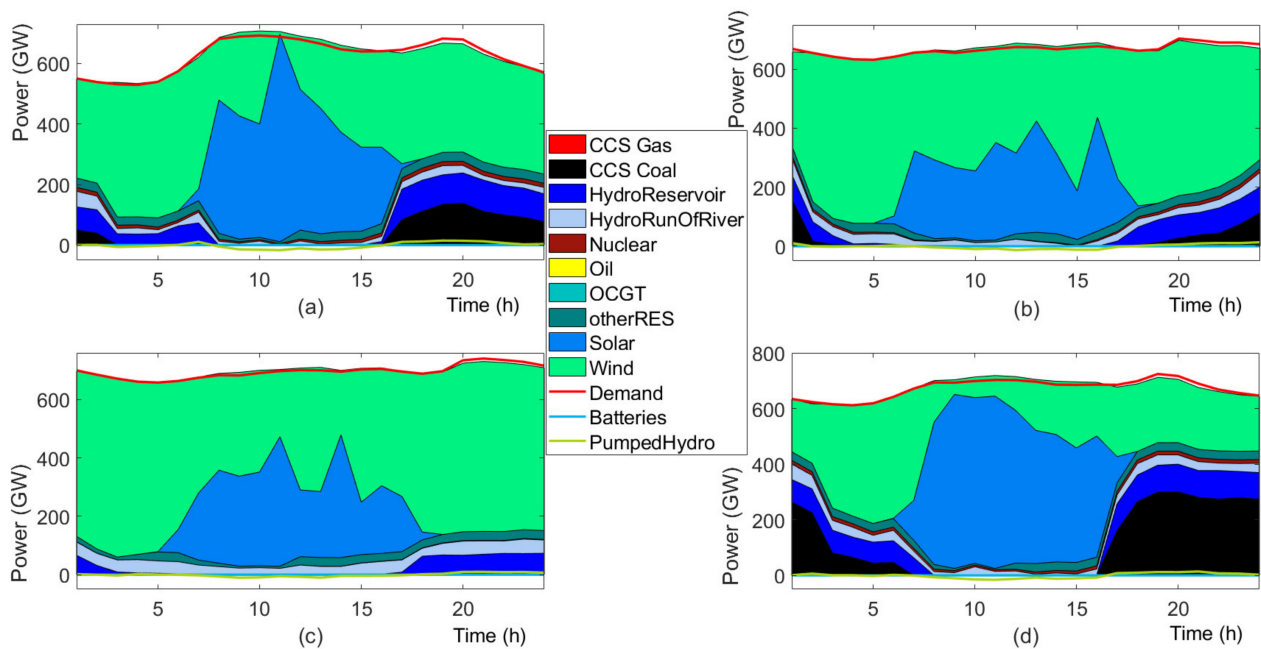 Power (GW)
600
400
200
0
5
10
15
20
Time (h)
(a)
Power (GW)
600
400
200
0
5
10
15
20
Time (h)
(b)
CCS Gas
CCS Coal
HydroReservoir
HydroRunOfRiver
Nuclear
Oil
OCGT
otherRES
Solar
Wind
Demand
Batteries
PumpedHydro
Power (GW)
600
400
200
0
5
10
15
20
Time (h)
(c)
Power (GW)
800
600
400
200
0
5
10
15
20
Time (h)
(d)